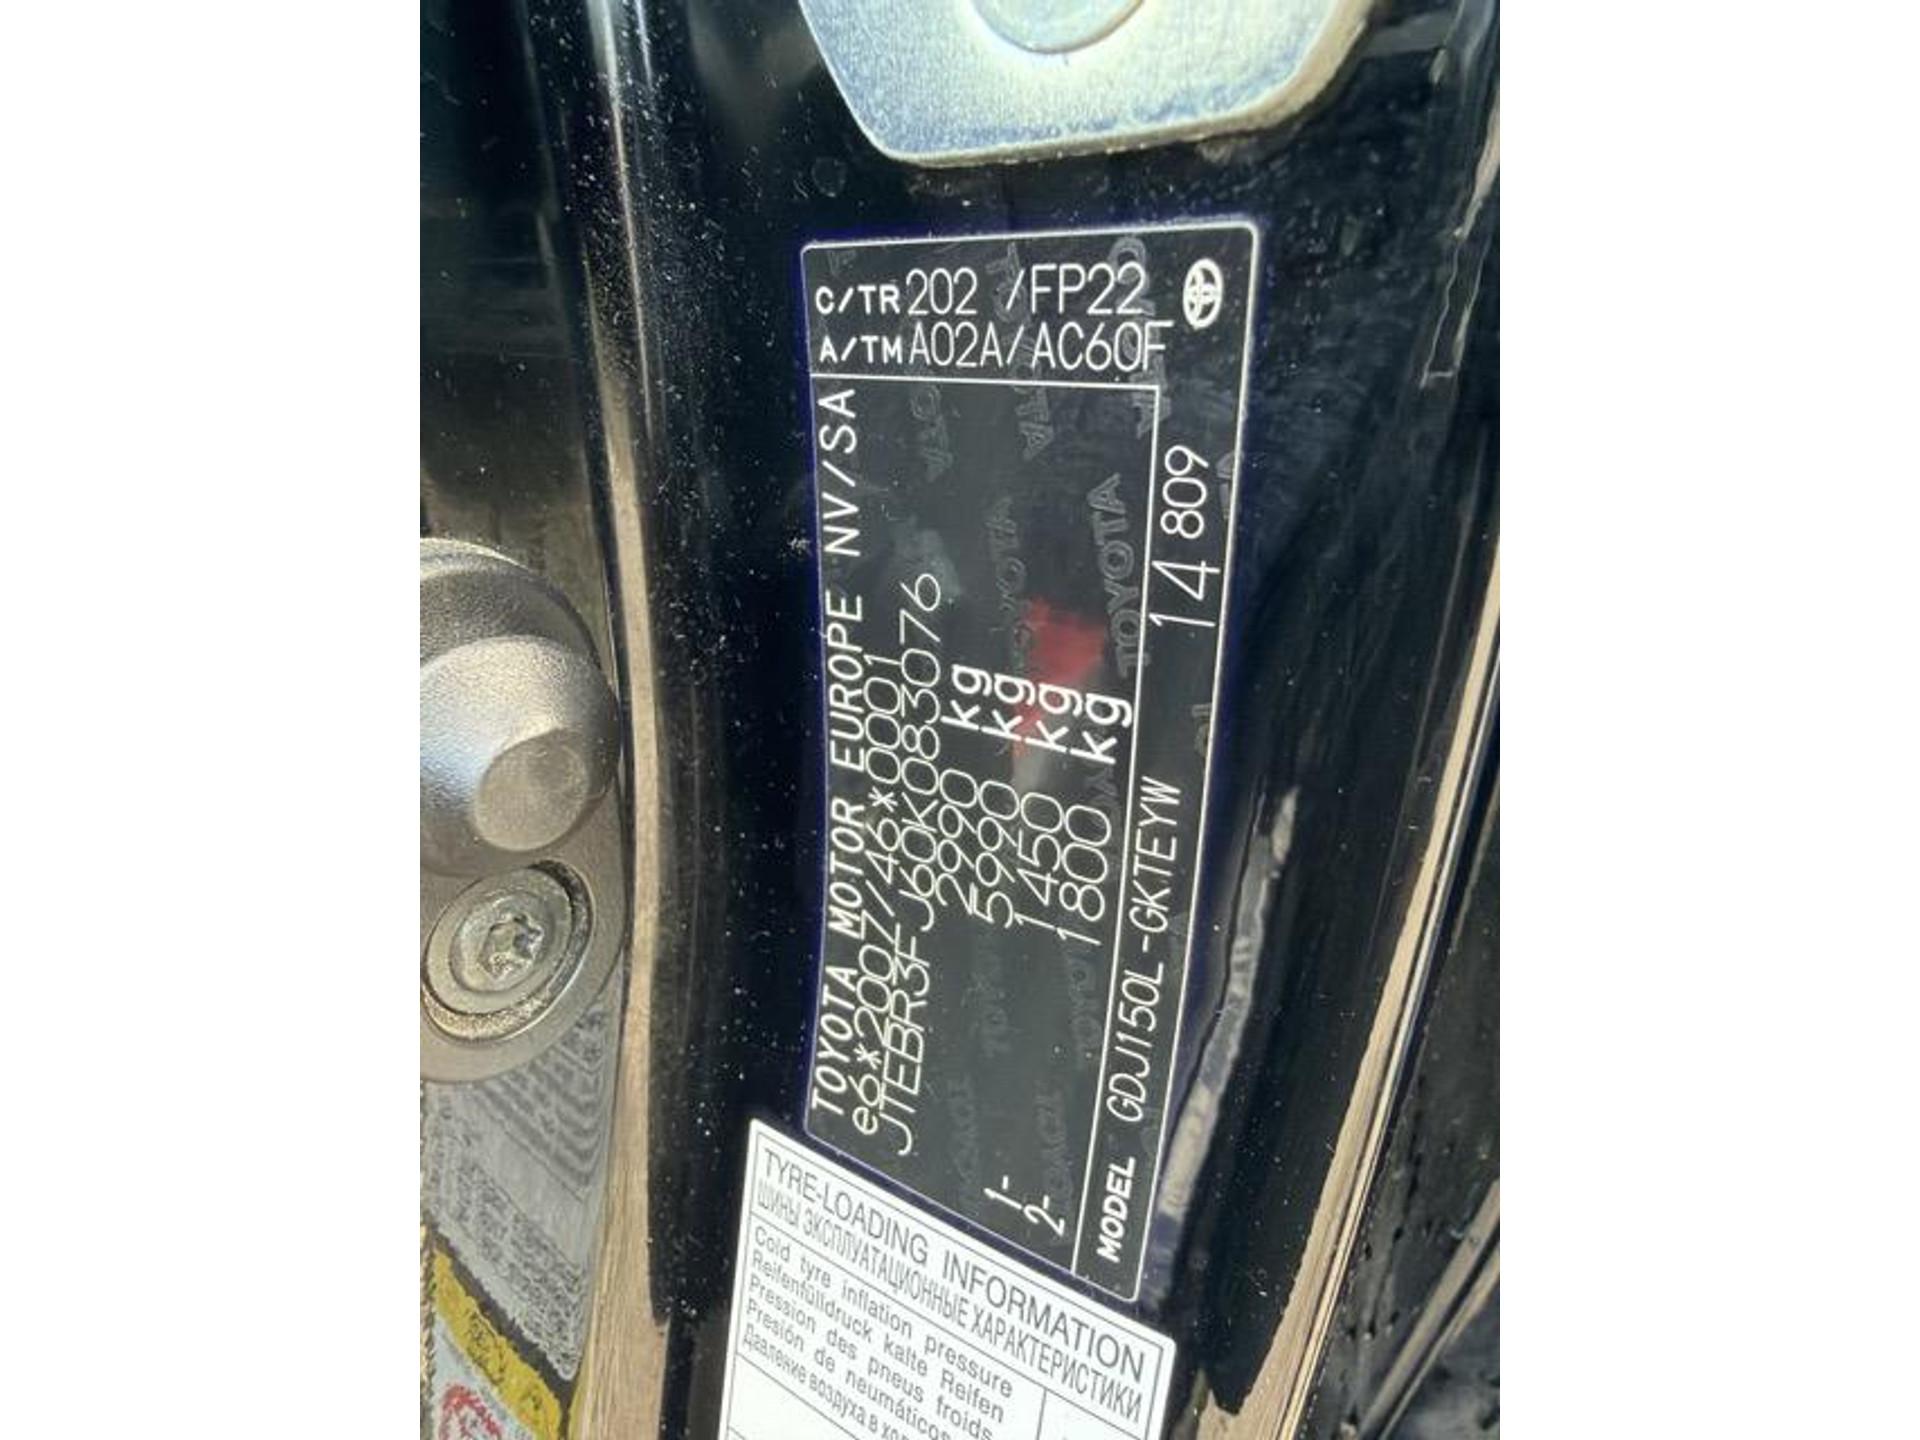 C/TR 202 /FP22
A/TM A02A/AC60F
TOYOTA MOTOR EUROPE NV/SA
e6*2007/46*0001
JTEBR3FJ60K083076
2990 kg
5990 kg
1- 1450 kg
2- 1800 kg
MODEL GDJ150L-GKTEYW 14 809
TYRE-LOADING INFORMATION
ШИНЫ ЭКСПЛУАТАЦИОННЫЕ ХАРАКТЕРИСТИКИ
Cold tyre inflation pressure
Reifenfülldruck kalte Reifen
Pression des pneus froids
Presión de neumáticos
Давление воздуха в